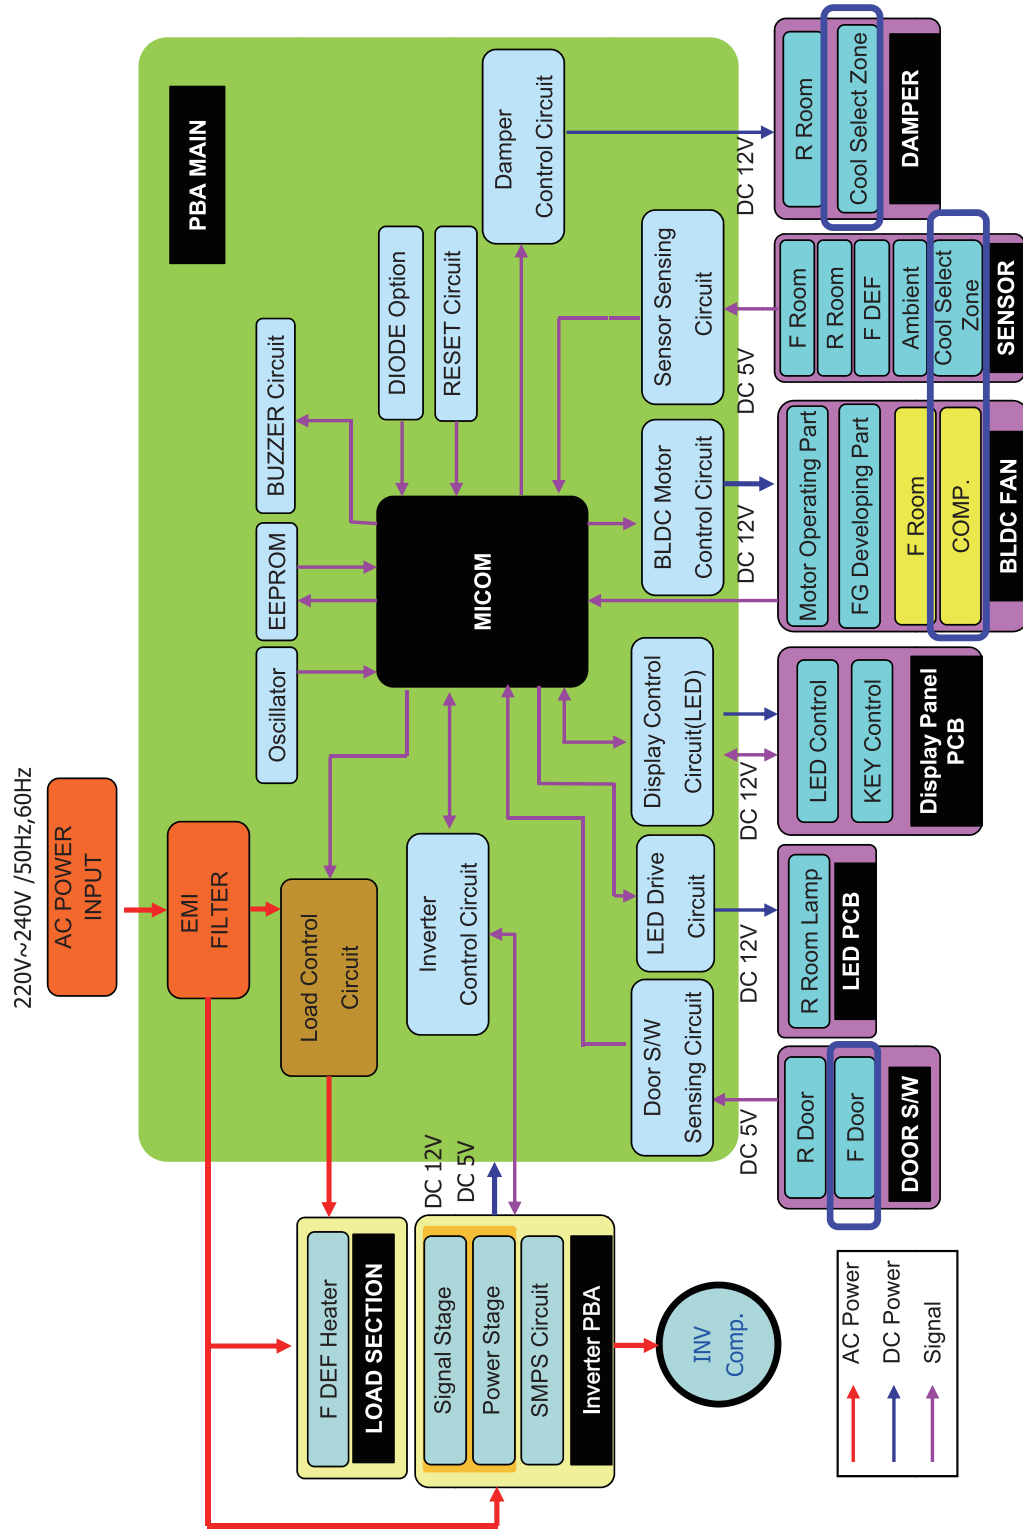 220V~240V /50Hz,60Hz
AC POWER
INPUT
EMI
FILTER
Load Control
Circuit
PBA MAIN
Oscillator
EEPROM
BUZZER Circuit
DIODE Option
RESET Circuit
Damper
Control Circuit
MICOM
Inverter
Control Circuit
Door S/W
Sensing Circuit
LED Drive
Circuit
Display Control
Circuit(LED)
BLDC Motor
Control Circuit
Sensor Sensing
Circuit
F DEF Heater
LOAD SECTION
DC 12V
DC 5V
Signal Stage
Power Stage
SMPS Circuit
Inverter PBA
INV
Comp.
DC 5V
DC 12V
DC 12V
DC 12V
DC 5V
DC 12V
R Door
F Door
DOOR S/W
R Room Lamp
LED PCB
LED Control
KEY Control
Display Panel
PCB
Motor Operating Part
FG Developing Part
F Room
COMP.
BLDC FAN
F Room
R Room
F DEF
Ambient
Cool Select
Zone
SENSOR
R Room
Cool Select Zone
DAMPER
AC Power
DC Power
Signal